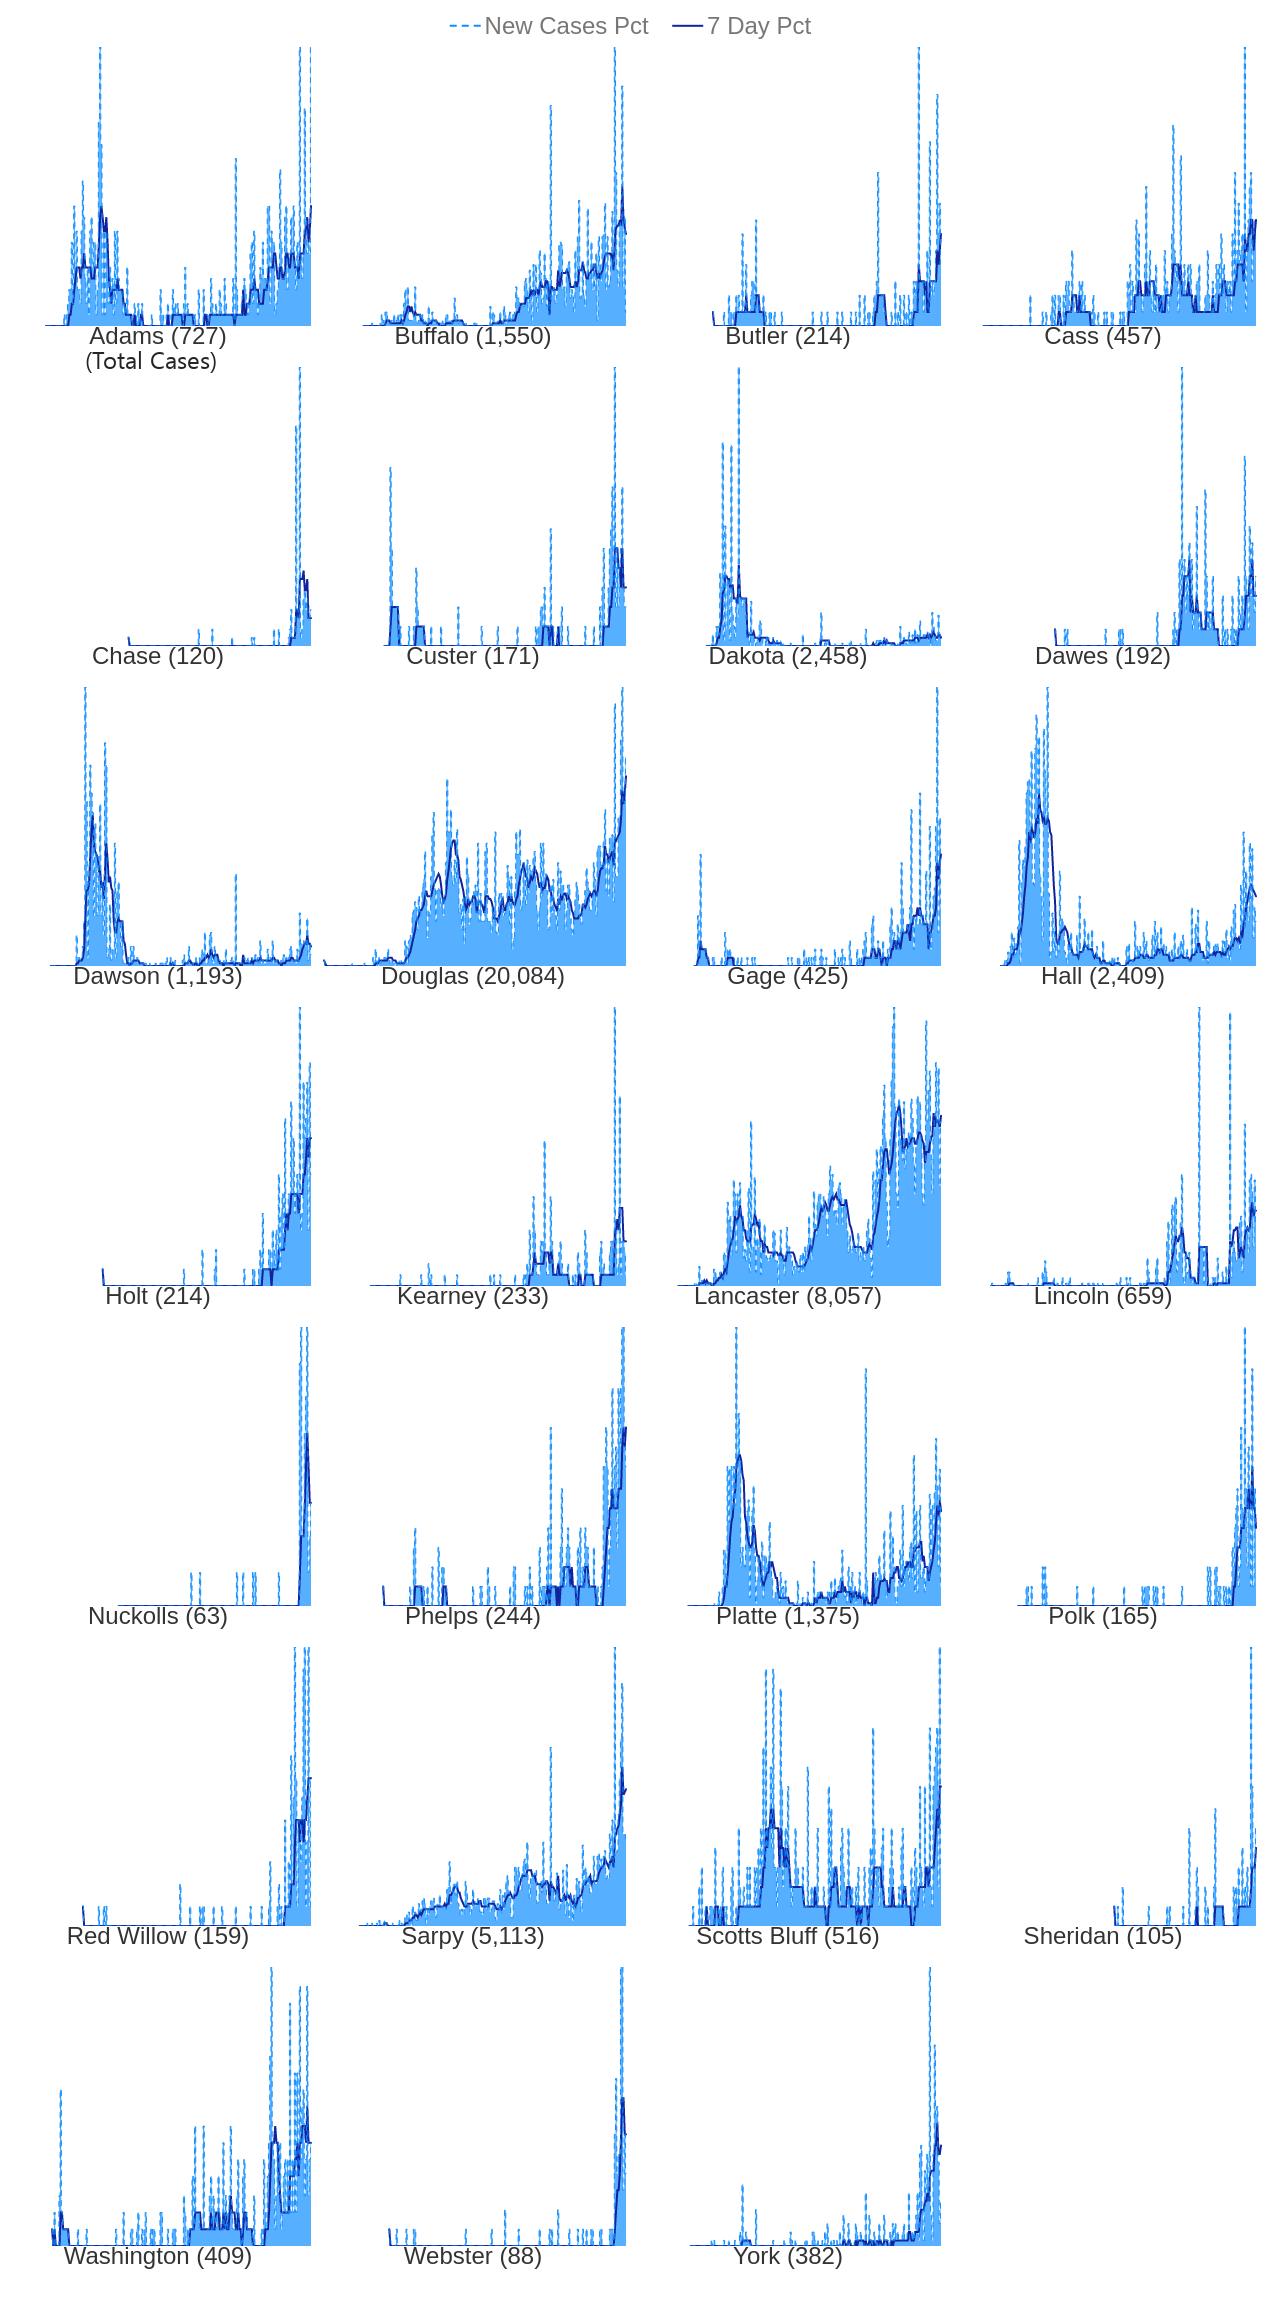 New Cases Pct 7 Day Pct
Adams (727) Buffalo (1,550) Butler (214) Cass (457)
(Total Cases)
Chase (120) Custer (171) Dakota (2,458) Dawes (192)
Dawson (1,193) Douglas (20,084) Gage (425) Hall (2,409)
Holt (214) Kearney (233) Lancaster (8,057) Lincoln (659)
Nuckolls (63) Phelps (244) Platte (1,375) Polk (165)
Red Willow (159) Sarpy (5,113) Scotts Bluff (516) Sheridan (105)
Washington (409) Webster (88) York (382)